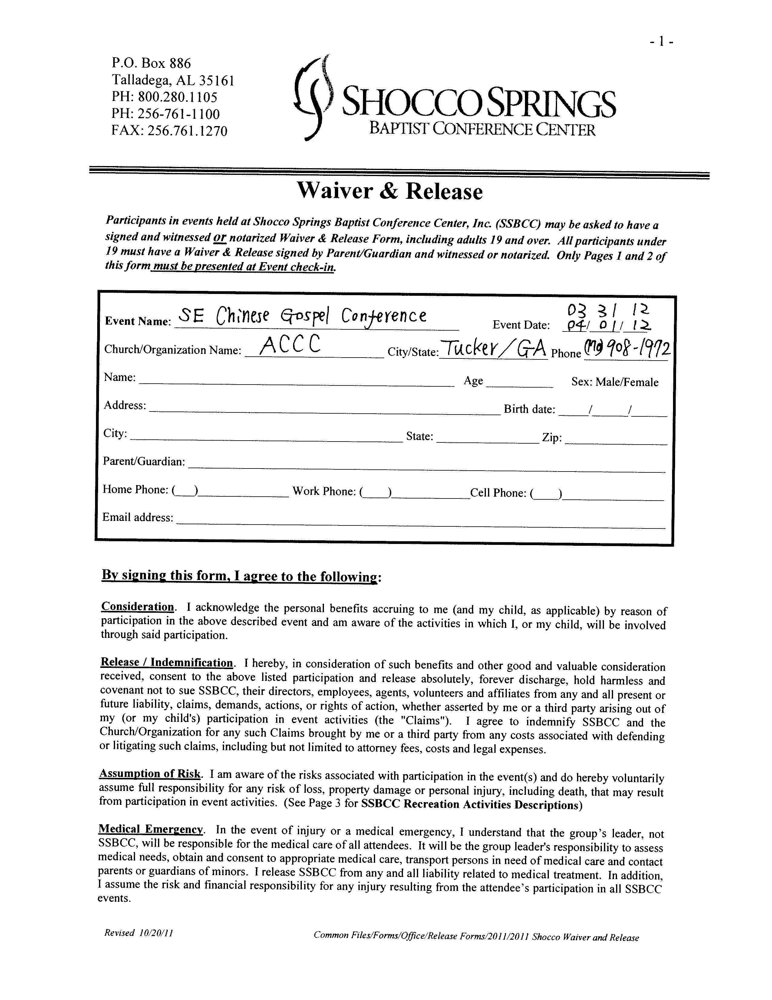 - 1 -
P.O. Box 886
Talladega, AL 35161
PH: 800.280.1105
PH: 256-761-1100
FAX: 256.761.1270
SHOCCO SPRINGS
BAPTIST CONFERENCE CENTER
Waiver & Release
Participants in events held at Shocco Springs Baptist Conference Center, Inc. (SSBCC) may be asked to have a
signed and witnessed or notarized Waiver & Release Form, including adults 19 and over. All participants under
19 must have a Waiver & Release signed by Parent/Guardian and witnessed or notarized. Only Pages 1 and 2 of
this form must be presented at Event check-in.
03 31 12
Event Name: SE Chinese Gospel Conference Event Date: 04/ 01/ 12
Church/Organization Name: ACCC City/State: Tucker/GA Phone 908-1972
Name: Age Sex: Male/Female
Address: Birth date: / /
City: State: Zip:
Parent/Guardian:
Home Phone: ( ) Work Phone: ( ) Cell Phone: ( )
Email address:
By signing this form, I agree to the following:
Consideration. I acknowledge the personal benefits accruing to me (and my child, as applicable) by reason of
participation in the above described event and am aware of the activities in which I, or my child, will be involved
through said participation.
Release / Indemnification. I hereby, in consideration of such benefits and other good and valuable consideration
received, consent to the above listed participation and release absolutely, forever discharge, hold harmless and
covenant not to sue SSBCC, their directors, employees, agents, volunteers and affiliates from any and all present or
future liability, claims, demands, actions, or rights of action, whether asserted by me or a third party arising out of
my (or my child's) participation in event activities (the "Claims"). I agree to indemnify SSBCC and the
Church/Organization for any such Claims brought by me or a third party from any costs associated with defending
or litigating such claims, including but not limited to attorney fees, costs and legal expenses.
Assumption of Risk. I am aware of the risks associated with participation in the event(s) and do hereby voluntarily
assume full responsibility for any risk of loss, property damage or personal injury, including death, that may result
from participation in event activities. (See Page 3 for SSBCC Recreation Activities Descriptions)
Medical Emergency. In the event of injury or a medical emergency, I understand that the group's leader, not
SSBCC, will be responsible for the medical care of all attendees. It will be the group leader's responsibility to assess
medical needs, obtain and consent to appropriate medical care, transport persons in need of medical care and contact
parents or guardians of minors. I release SSBCC from any and all liability related to medical treatment. In addition,
I assume the risk and financial responsibility for any injury resulting from the attendee's participation in all SSBCC
events.
Revised 10/20/11 Common Files/Forms/Office/Release Forms/2011/2011 Shocco Waiver and Release